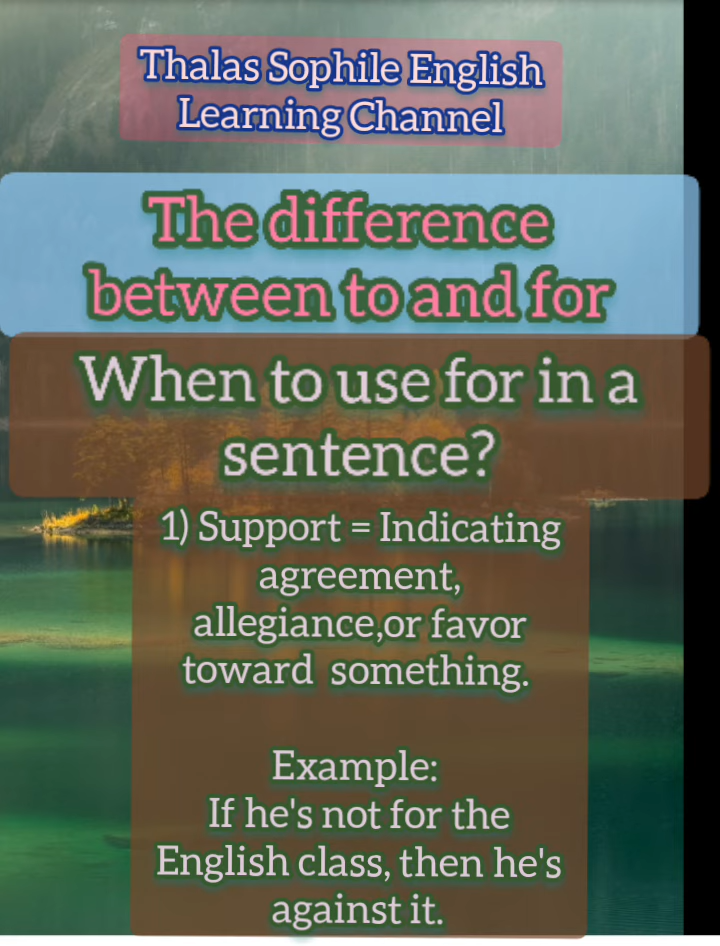 Thalas Sophile English
Learning Channel
The difference
between to and for
When to use for in a
sentence?
1) Support = Indicating
agreement,
allegiance,or favor
toward  something.
Example:
If he's not for the
English class, then he's
against it.